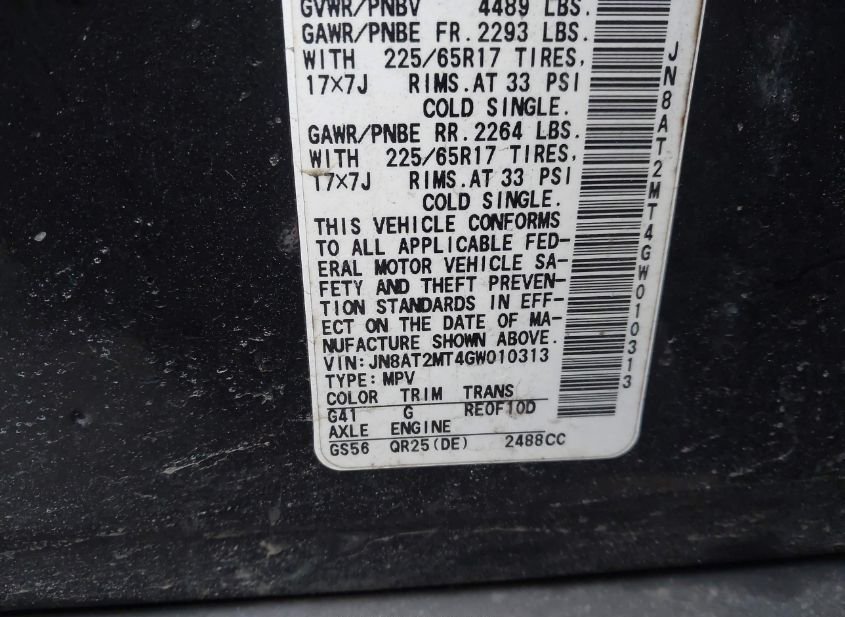 GVWR/PNBV 4489 LBS.
GAWR/PNBE FR. 2293 LBS.
WITH 225/65R17 TIRES,
17×7J RIMS. AT 33 PSI
COLD SINGLE.
GAWR/PNBE RR. 2264 LBS.
WITH 225/65R17 TIRES,
17×7J RIMS. AT 33 PSI
COLD SINGLE.
THIS VEHICLE CONFORMS
TO ALL APPLICABLE FED-
ERAL MOTOR VEHICLE SA-
FETY AND THEFT PREVEN-
TION STANDARDS IN EFF-
ECT ON THE DATE OF MA-
NUFACTURE SHOWN ABOVE.
VIN: JN8AT2MT4GW010313
TYPE: MPV
COLOR TRIM TRANS
G41 G RE0F10D
AXLE ENGINE
GS56 QR25(DE) 2488CC
JN8AT2MT4GW010313